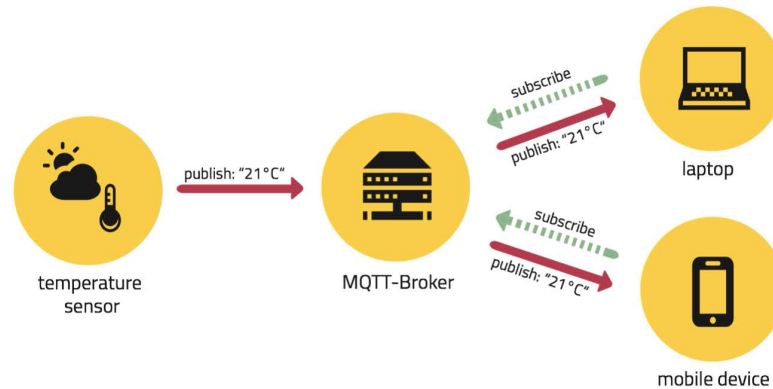 subscribe
publish: “21°C“
laptop
publish: “21°C“
temperature
sensor
MQTT-Broker
subscribe
publish: “21°C“
mobile device